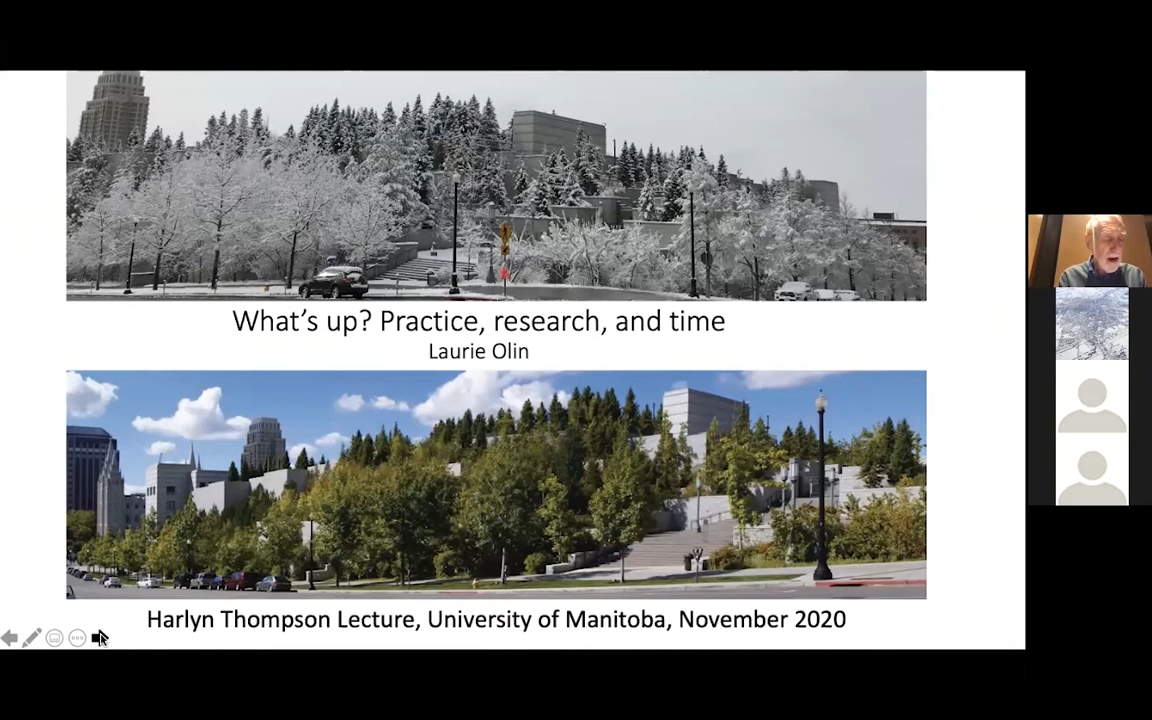 What's up? Practice, research, and time
Laurie Olin
Harlyn Thompson Lecture, University of Manitoba, November 2020